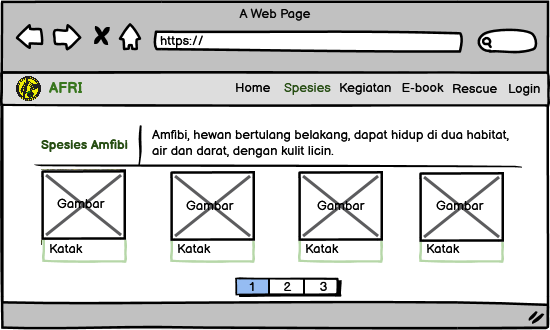 A Web Page
https://
AFRI Home Spesies Kegiatan E-book Rescue Login
Spesies Amfibi
Amfibi, hewan bertulang belakang, dapat hidup di dua habitat,
air dan darat, dengan kulit licin.
Gambar Gambar Gambar Gambar
Katak Katak Katak Katak
1 2 3